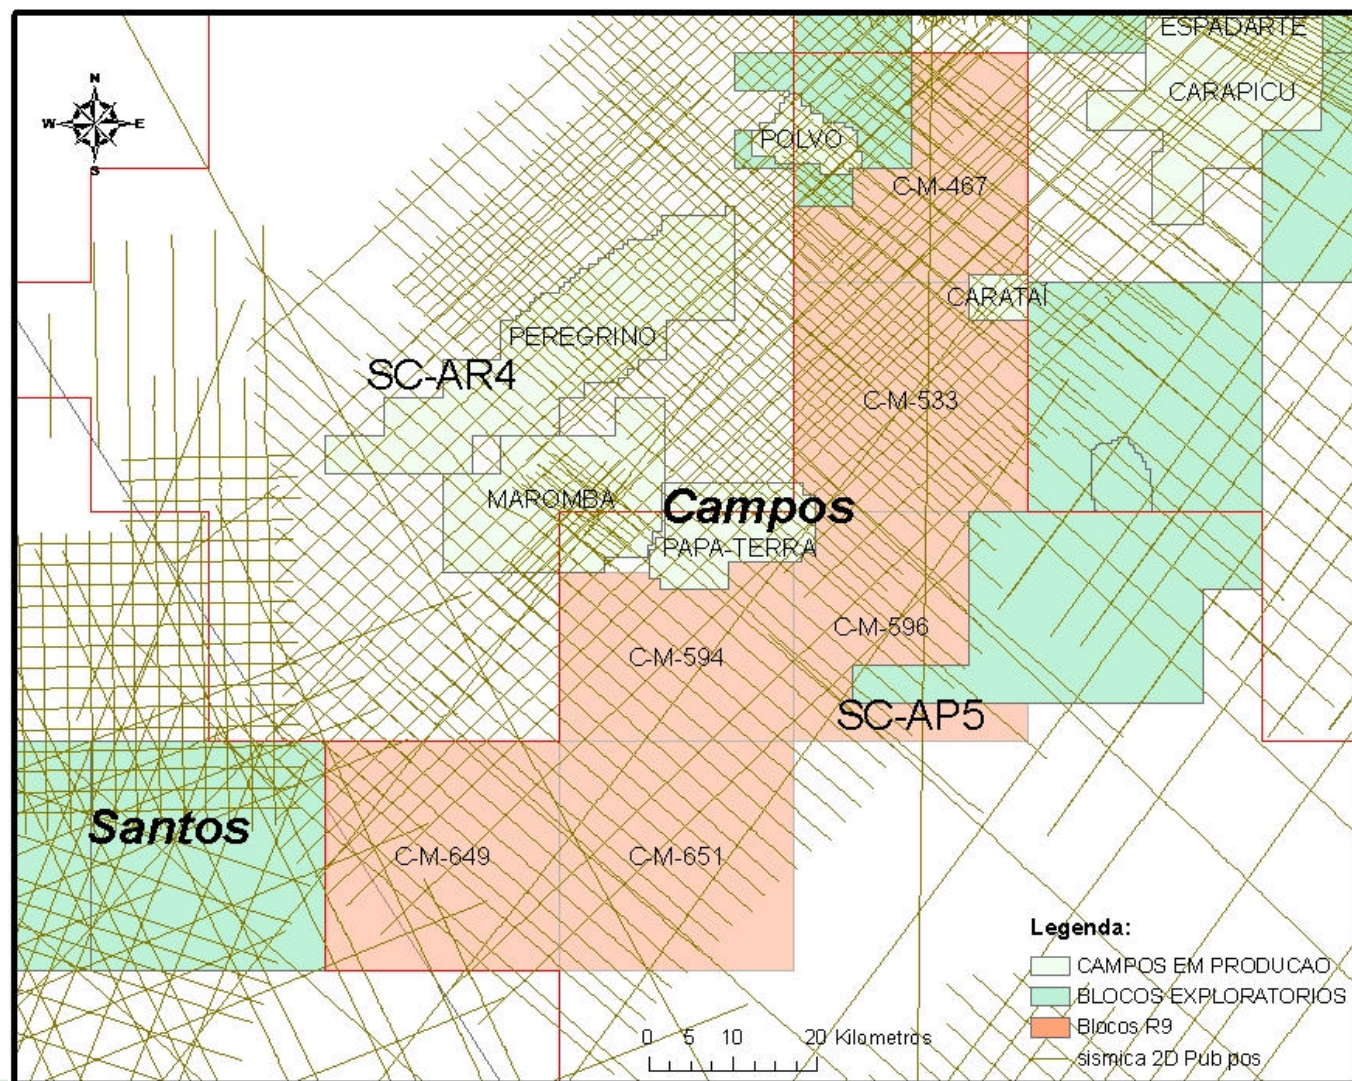 ESPADARTE
N
CARAPICU
W E
POLVO
S
C-M-467
CARATAÍ
PEREGRINO
SC-AR4
C-M-533
MAROMBA
Campos
PAPA-TERRA
C-M-596
C-M-594
SC-AP5
Santos
C-M-649
C-M-651
Legenda:
CAMPOS EM PRODUCAO
BLOCOS EXPLORATORIOS
Blocos R9
sismica 2D Pub pos
0 5 10 20 Kilometros